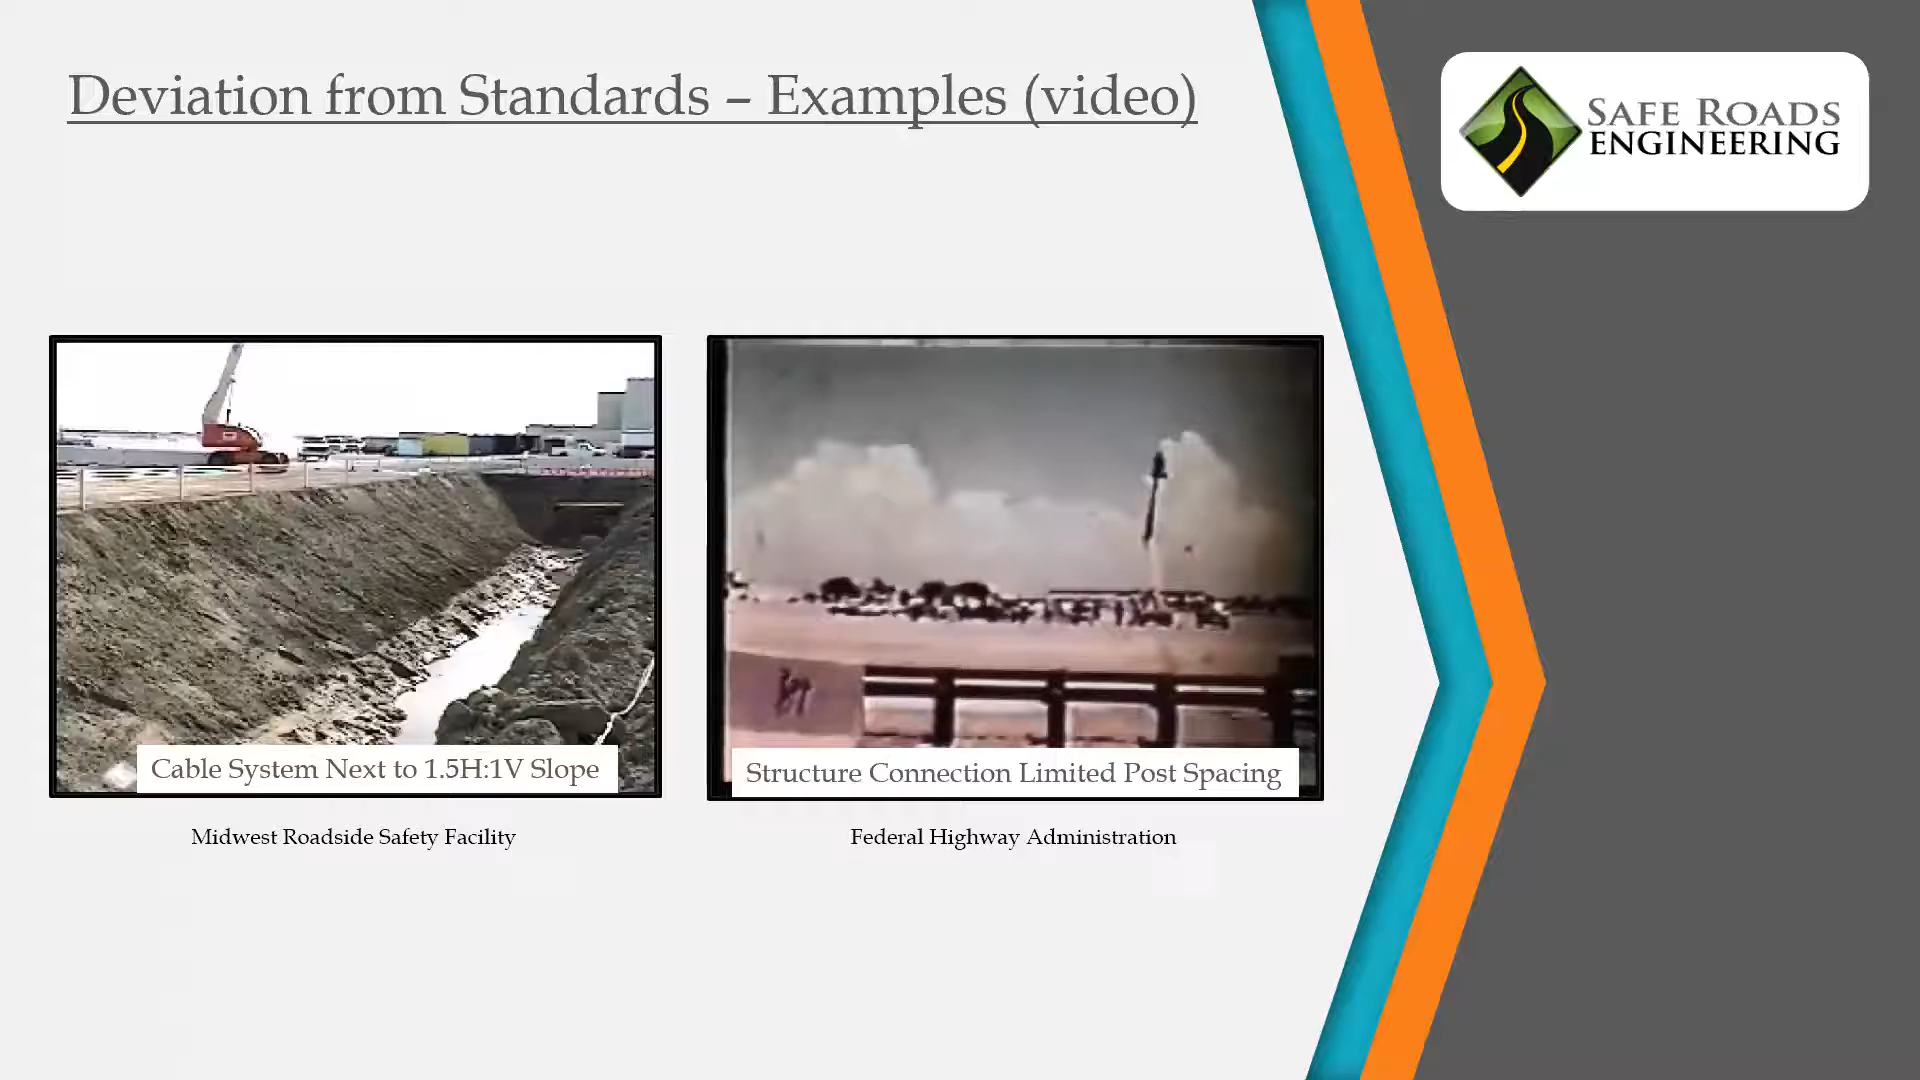 Deviation from Standards – Examples (video)
SAFE ROADS
ENGINEERING
Cable System Next to 1.5H:1V Slope
Structure Connection Limited Post Spacing
Midwest Roadside Safety Facility
Federal Highway Administration